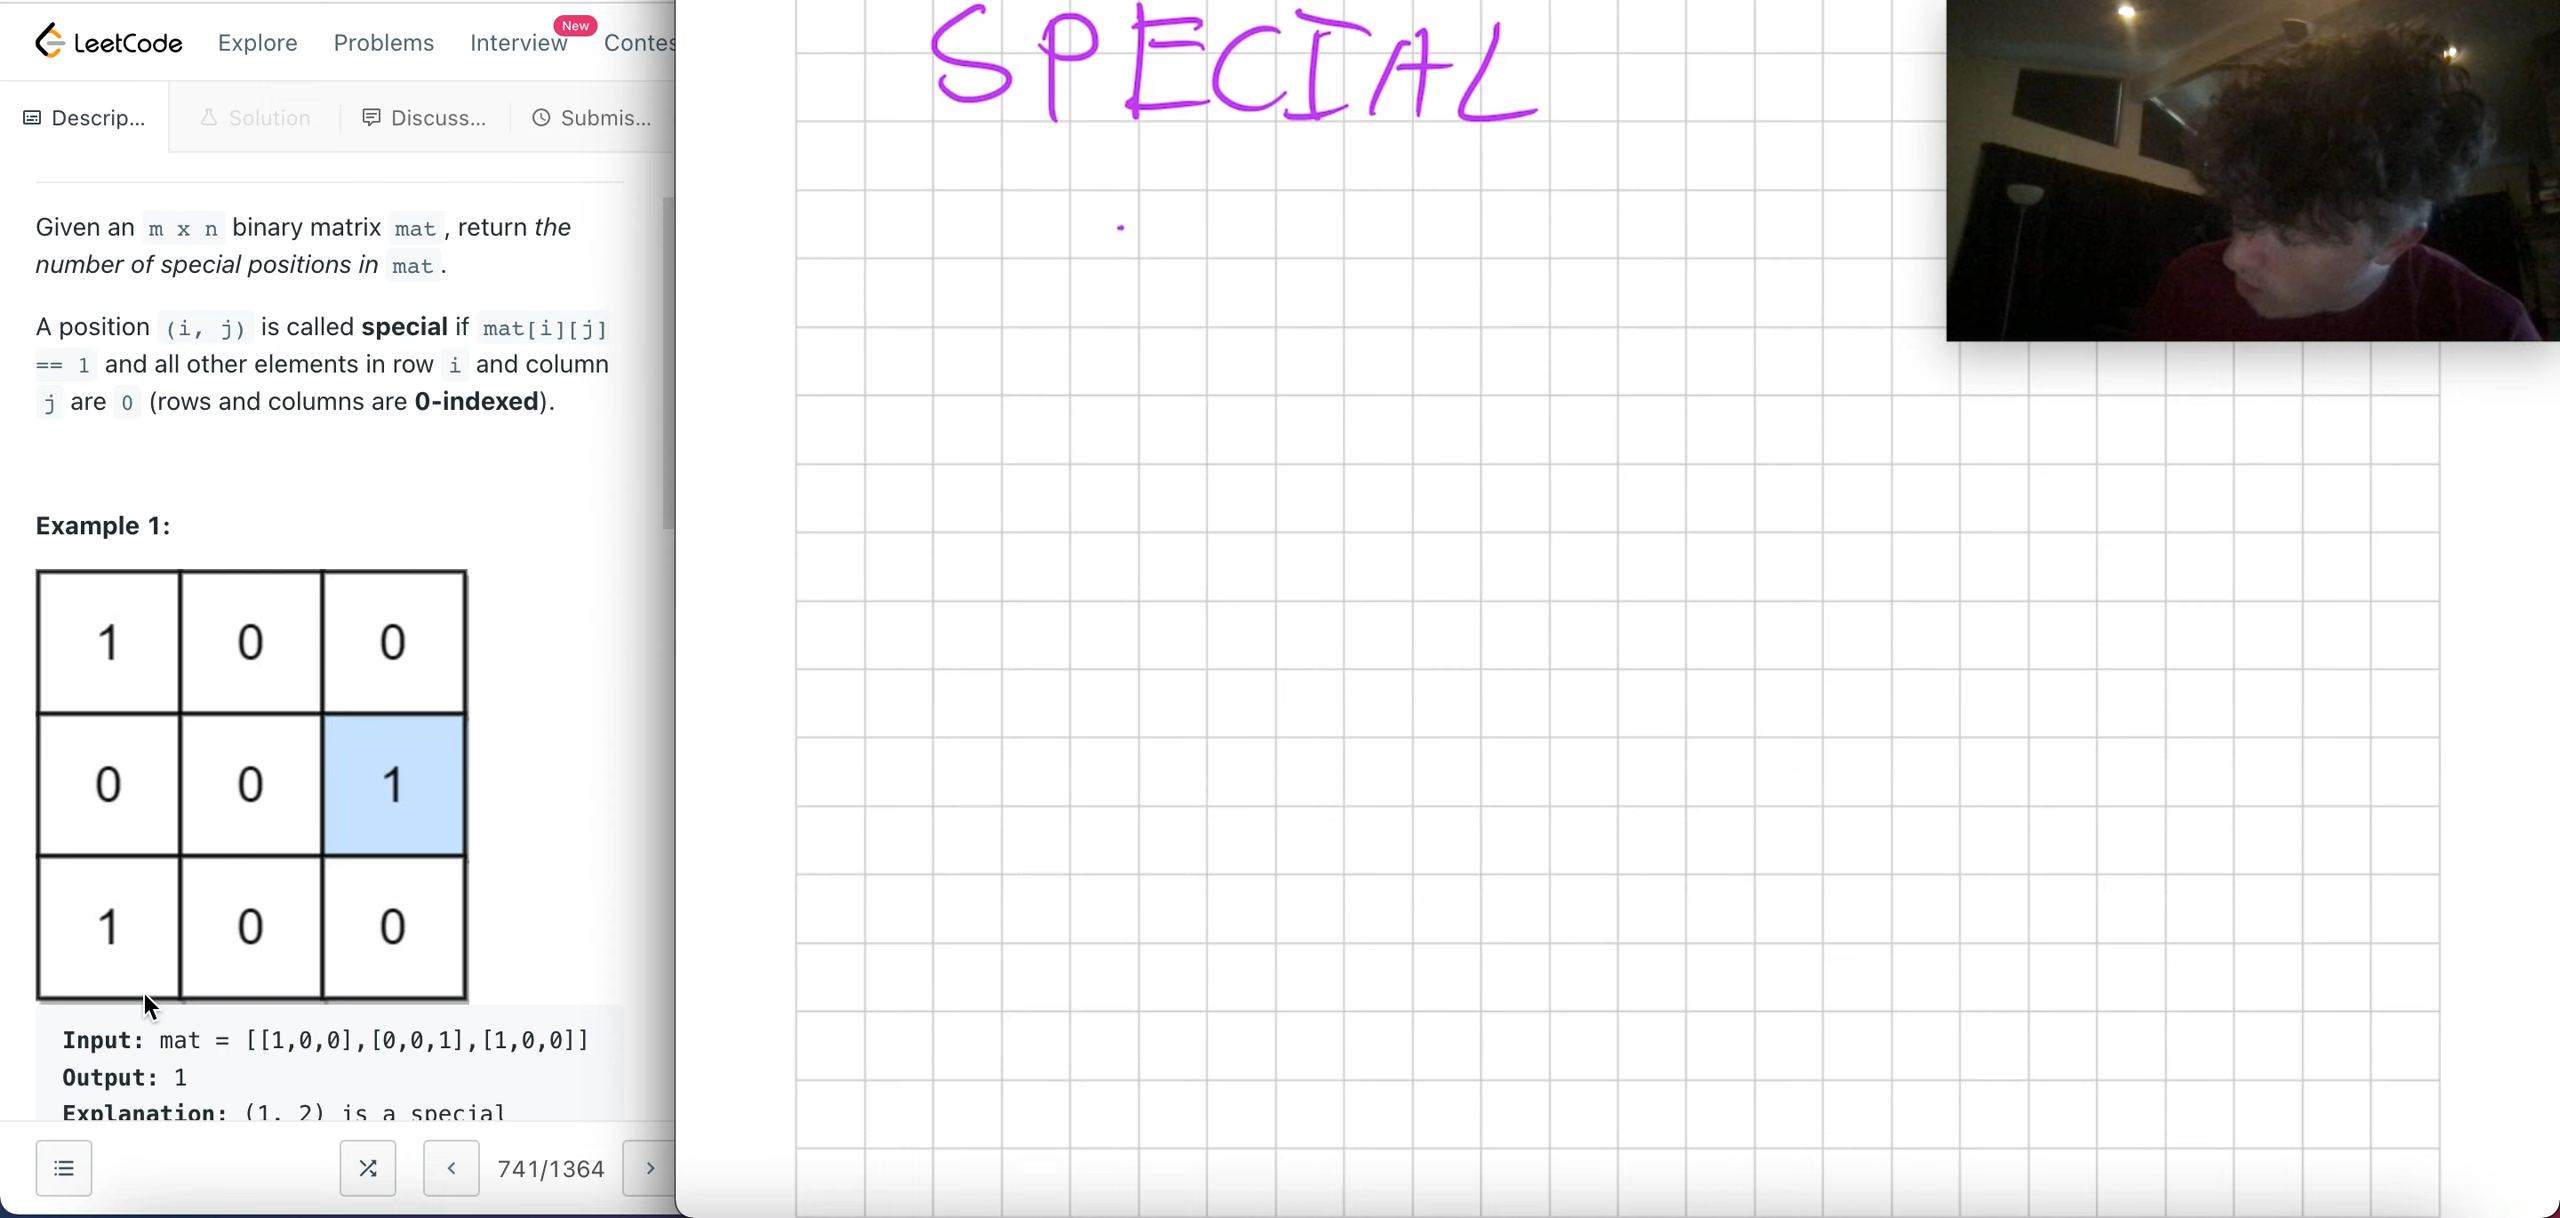 LeetCode Explore Problems Interview New
Descrip... Solution Discuss... Submis...
Given an m x n binary matrix mat , return the
number of special positions in mat .
A position (i, j) is called special if mat[i][j]
== 1 and all other elements in row i and column
j are 0 (rows and columns are 0-indexed).
Example 1:
1 0 0
0 0 1
1 0 0
Input: mat = [[1,0,0],[0,0,1],[1,0,0]]
Output: 1
Explanation: (1, 2) is a special
741/1364
SPECIAL